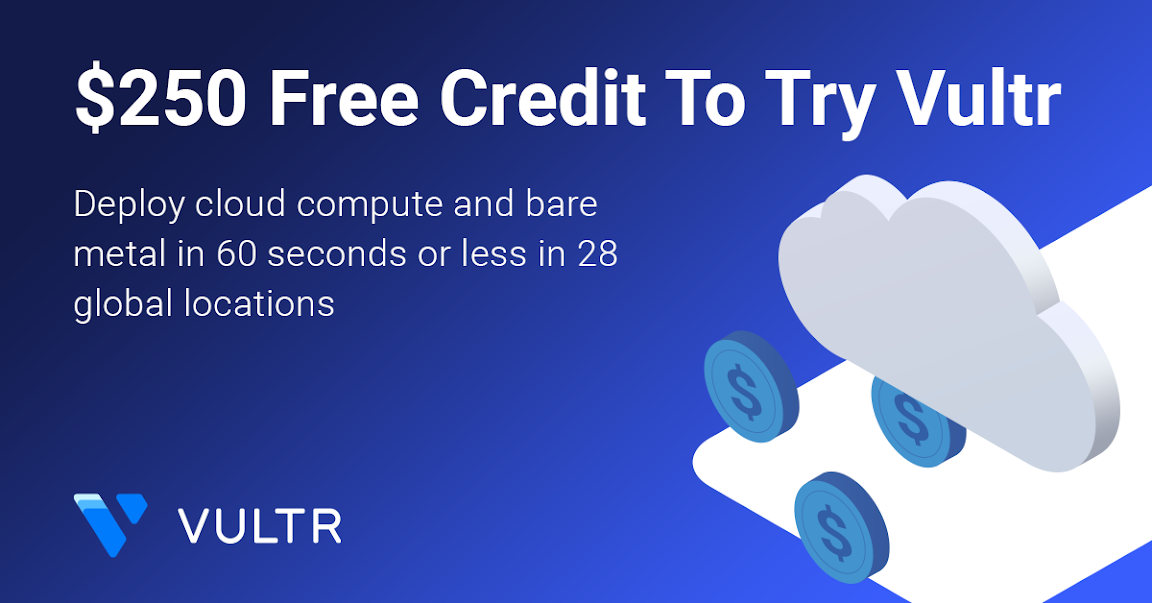 $250 Free Credit To Try Vultr
Deploy cloud compute and bare
metal in 60 seconds or less in 28
global locations
VULTR
$
$
$